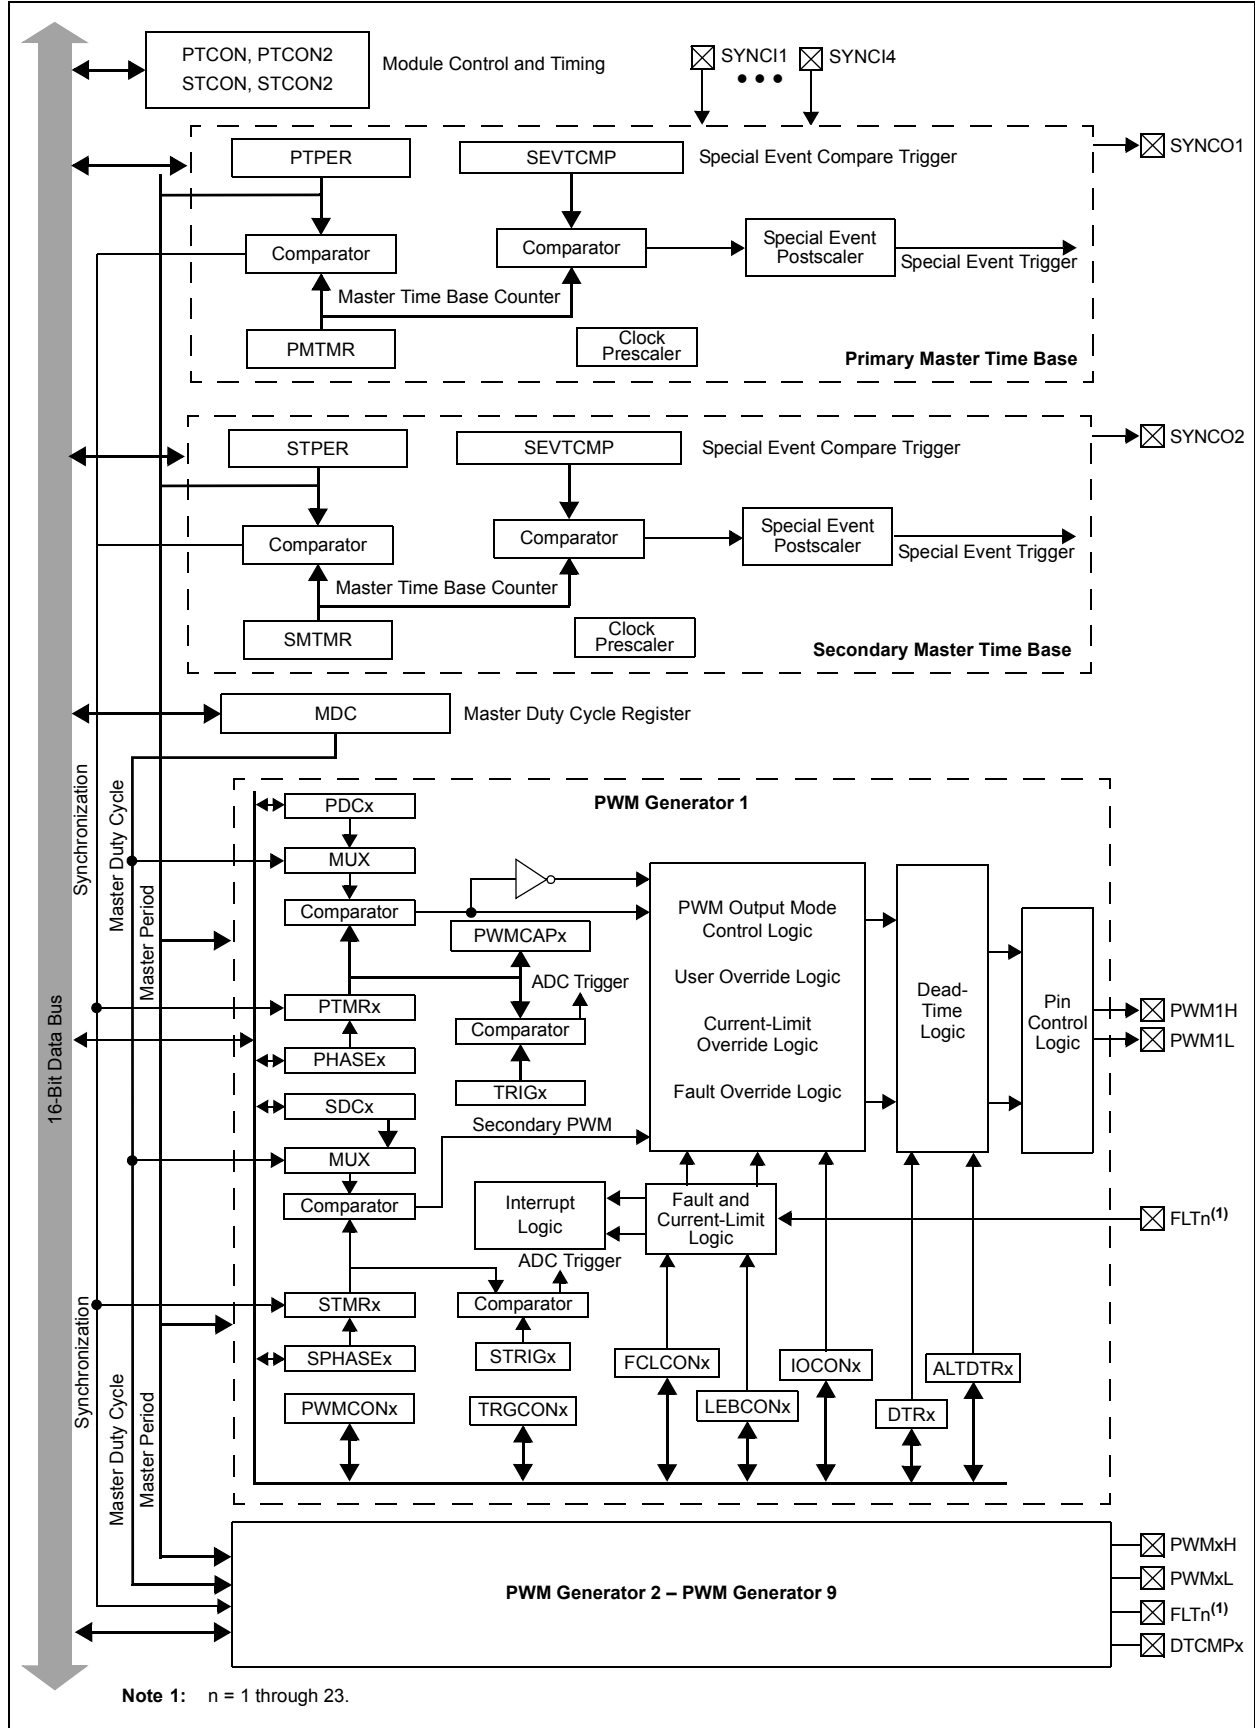 PTCON, PTCON2
STCON, STCON2
Module Control and Timing
SYNCI1
• • •
SYNCI4
SYNCO1
PTPER
SEVTCMP
Special Event Compare Trigger
Comparator
Comparator
Special Event
Postscaler
Special Event Trigger
Master Time Base Counter
PMTMR
Clock
Prescaler
Primary Master Time Base
SYNCO2
STPER
SEVTCMP
Special Event Compare Trigger
Comparator
Comparator
Special Event
Postscaler
Special Event Trigger
Master Time Base Counter
SMTMR
Clock
Prescaler
Secondary Master Time Base
MDC
Master Duty Cycle Register
16-Bit Data Bus
Synchronization
Master Duty Cycle
Master Period
PWM Generator 1
PDCx
MUX
Comparator
PWMCAPx
ADC Trigger
PTMRx
Comparator
PHASEx
TRIGx
SDCx
Secondary PWM
MUX
Comparator
PWM Output Mode
Control Logic
User Override Logic
Current-Limit
Override Logic
Fault Override Logic
Dead-
Time
Logic
Pin
Control
Logic
PWM1H
PWM1L
Interrupt
Logic
Fault and
Current-Limit
Logic
FLTn(1)
ADC Trigger
STMRx
Comparator
SPHASEx
STRIGx
FCLCONx
IOCONx
ALTDTRx
PWMCONx
TRGCONx
LEBCONx
DTRx
Synchronization
Master Duty Cycle
Master Period
PWM Generator 2 – PWM Generator 9
PWMxH
PWMxL
FLTn(1)
DTCMPx
Note 1: n = 1 through 23.